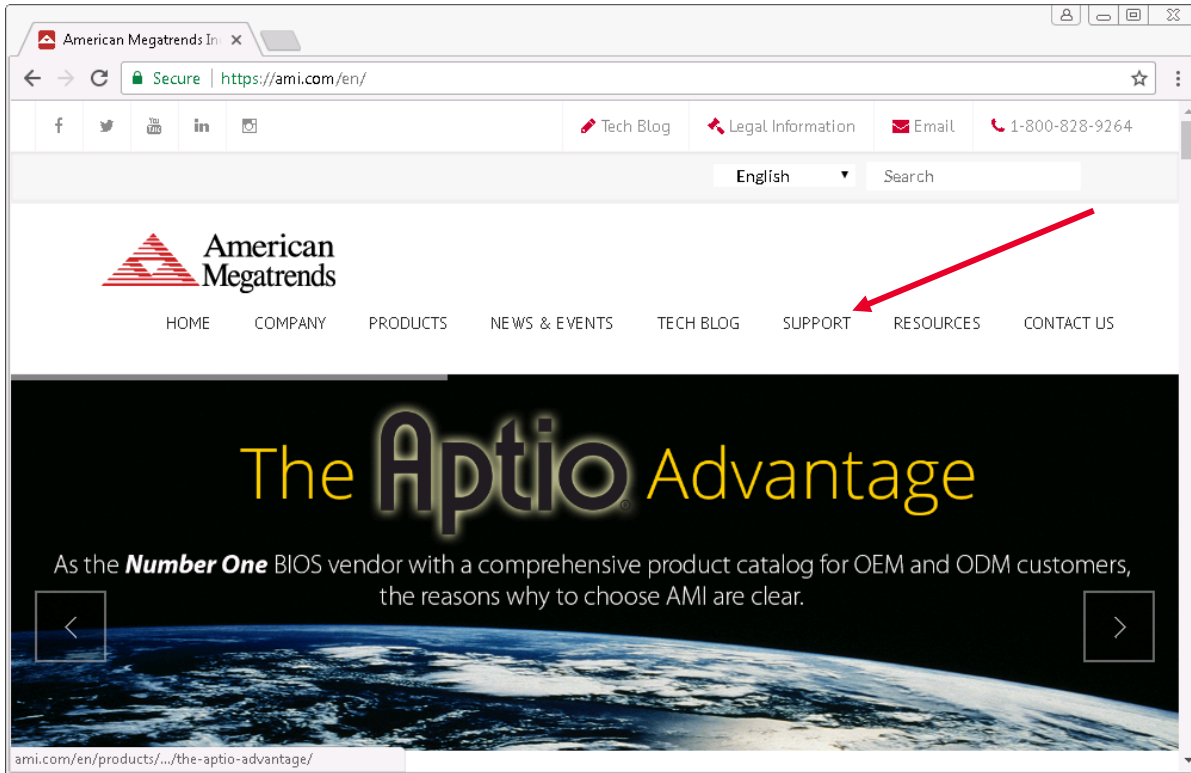 American Megatrends In
Secure | https://ami.com/en/
f You Tube in Tech Blog Legal Information Email 1-800-828-9264
English Search
American
Megatrends
HOME COMPANY PRODUCTS NEWS & EVENTS TECH BLOG SUPPORT RESOURCES CONTACT US
The Aptio® Advantage
As the Number One BIOS vendor with a comprehensive product catalog for OEM and ODM customers,
the reasons why to choose AMI are clear.
ami.com/en/products/.../the-aptio-advantage/